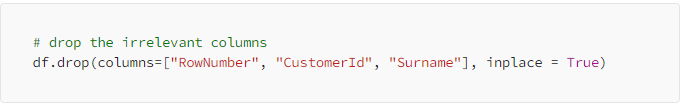 # drop the irrelevant columns
df.drop(columns=["RowNumber", "CustomerId", "Surname"], inplace = True)